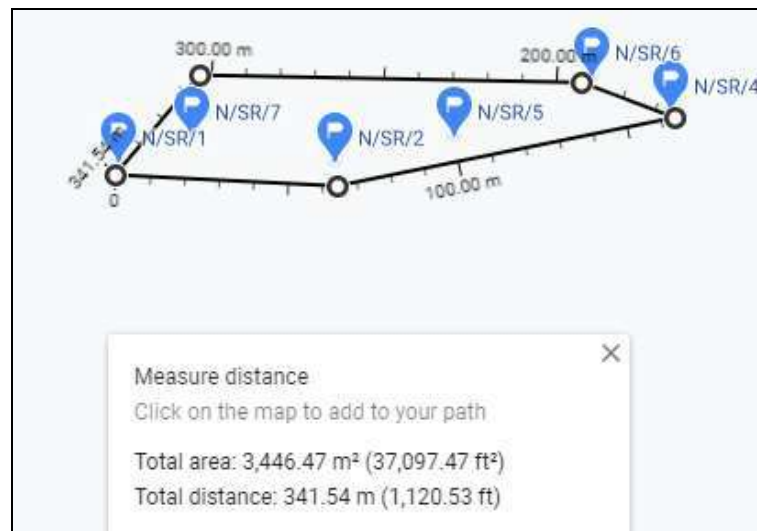 300.00 m
200.00 m
N/SR/6
N/SR/4
N/SR/7
N/SR/5
N/SR/1
N/SR/2
341.54 m
100.00 m
0
Measure distance
Click on the map to add to your path
Total area: 3,446.47 m² (37,097.47 ft²)
Total distance: 341.54 m (1,120.53 ft)